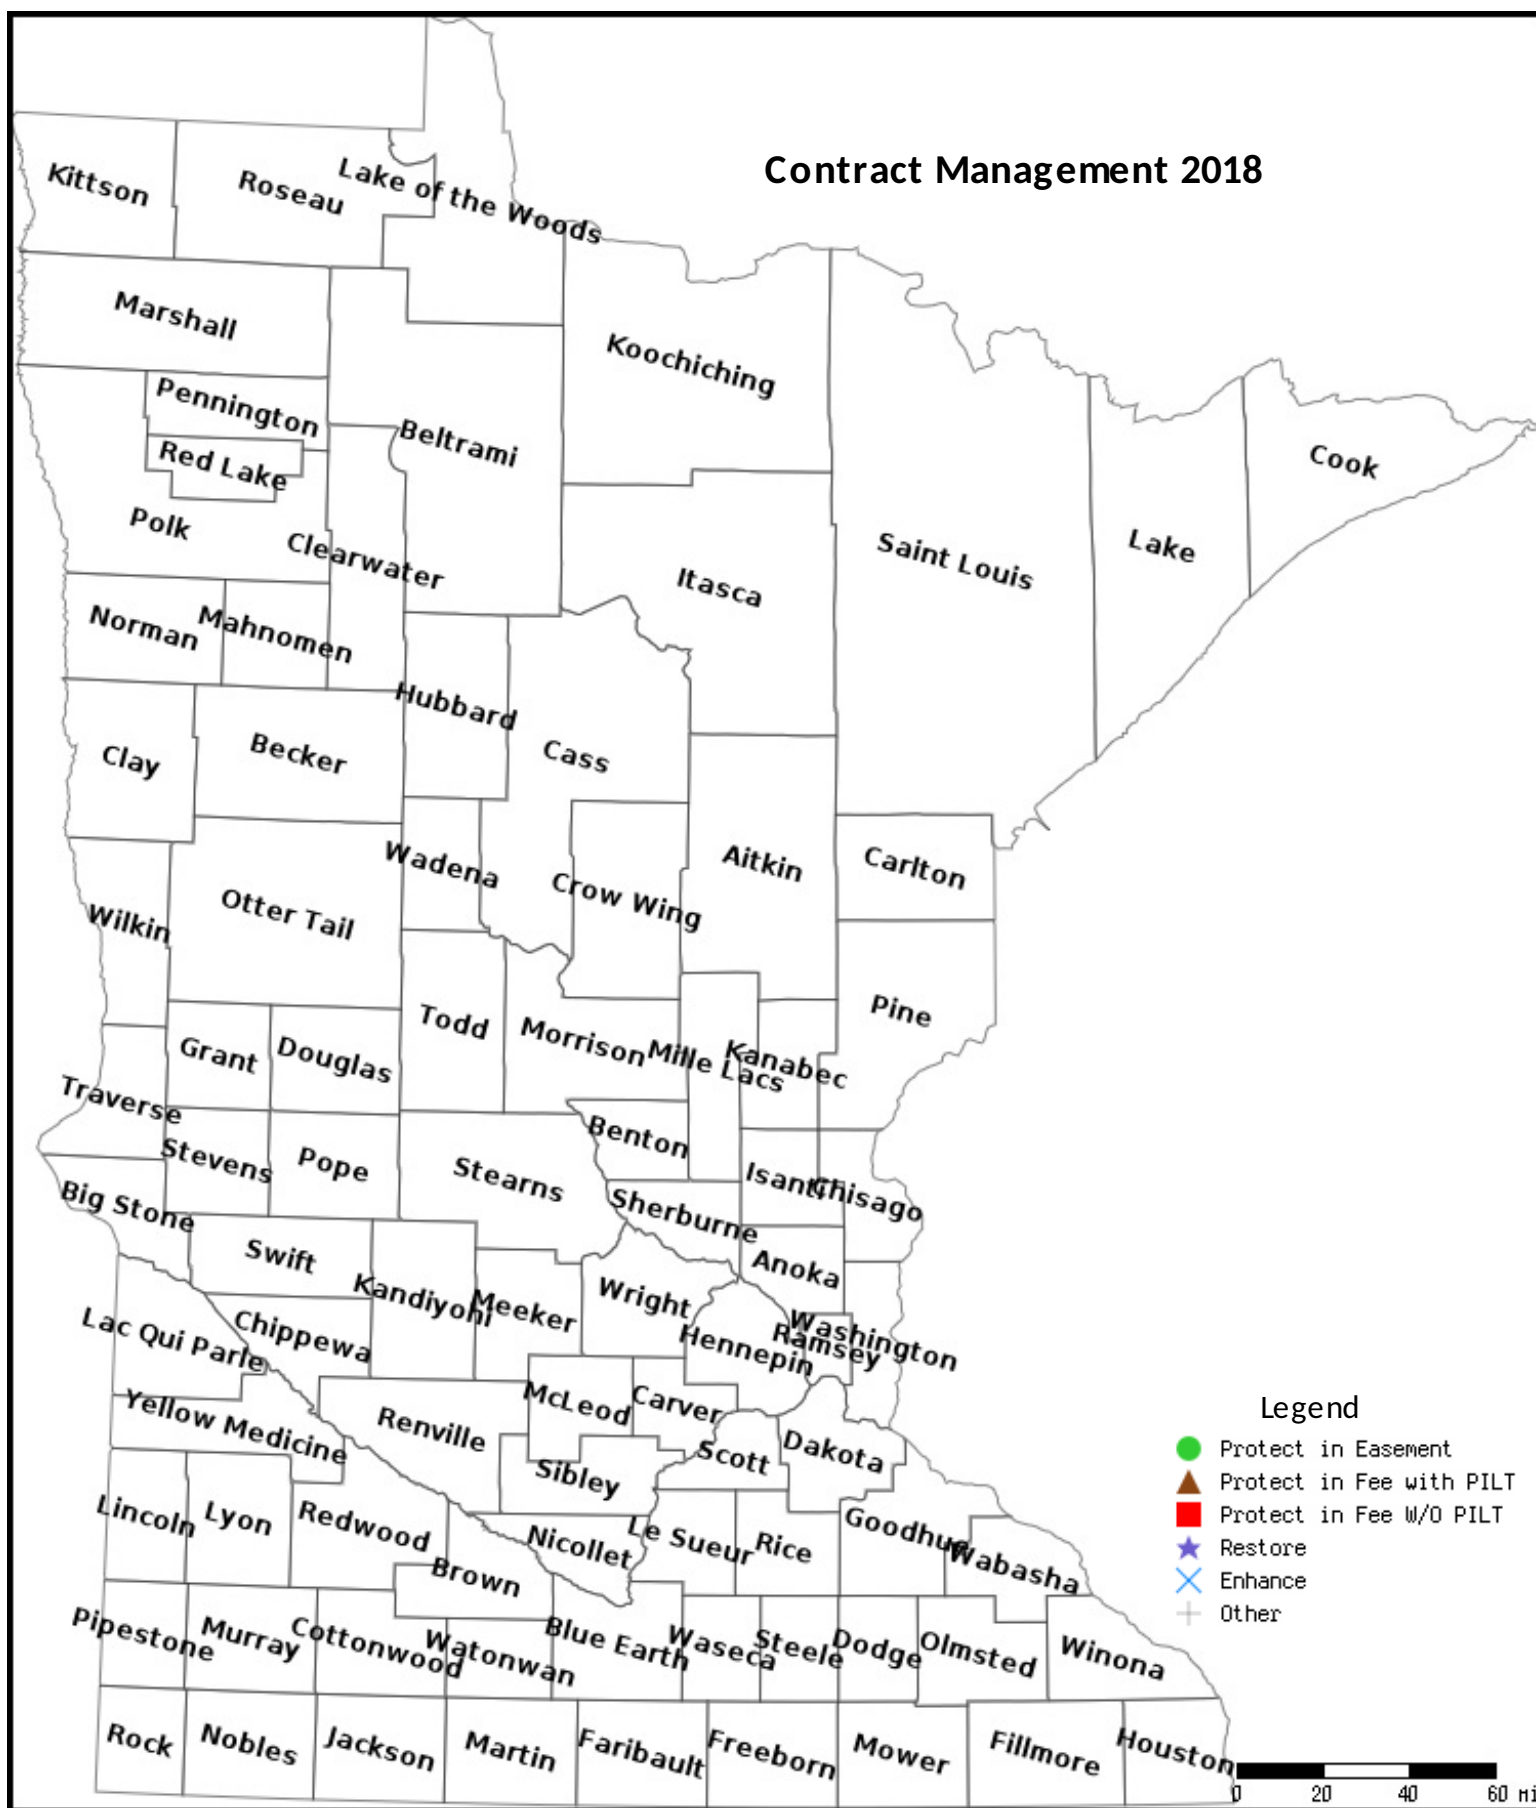 Contract Management 2018
Kittson
Roseau
Lake of the Woods
Marshall
Koochiching
Pennington
Beltrami
Red Lake
Cook
Polk
Clearwater
Saint Louis
Lake
Itasca
Norman
Mahnomen
Hubbard
Clay
Becker
Cass
Wadena
Aitkin
Carlton
Otter Tail
Crow Wing
Wilkin
Pine
Todd
Morrison
Mille Lacs
Kanabec
Grant
Douglas
Traverse
Benton
Stevens
Pope
Stearns
Isanti
Chisago
Big Stone
Sherburne
Swift
Anoka
Kandiyohi
Meeker
Wright
Lac Qui Parle
Chippewa
Hennepin
Ramsey
Washington
McLeod
Carver
Yellow Medicine
Renville
Scott
Dakota
Sibley
Lincoln
Lyon
Redwood
Nicollet
Le Sueur
Rice
Goodhue
Wabasha
Brown
Pipestone
Murray
Cottonwood
Watonwan
Blue Earth
Waseca
Steele
Dodge
Olmsted
Winona
Rock
Nobles
Jackson
Martin
Faribault
Freeborn
Mower
Fillmore
Houston
Legend
Protect in Easement
Protect in Fee with PILT
Protect in Fee W/O PILT
Restore
Enhance
Other
0 20 40 60 mi